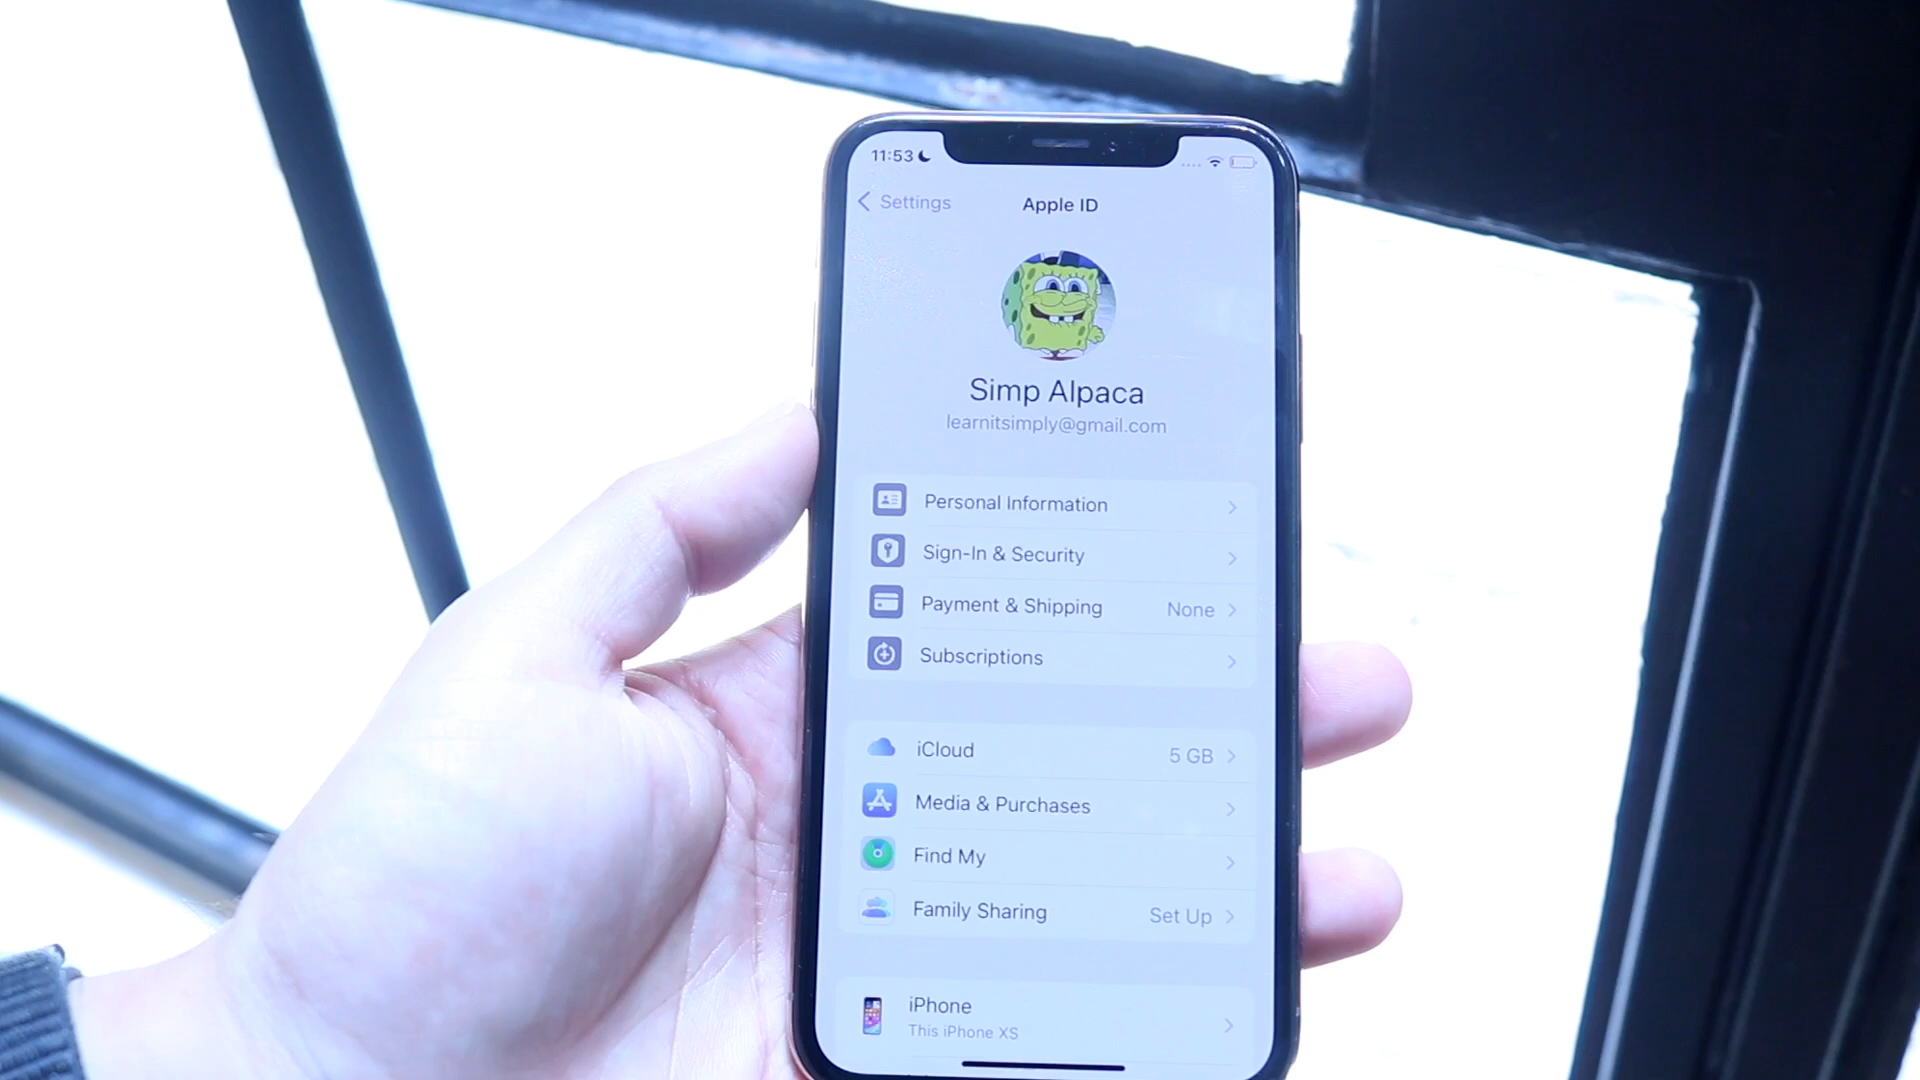 11:53
Settings
Apple ID
Simp Alpaca
learnitsimply@gmail.com
Personal Information
Sign-In & Security
Payment & Shipping None
Subscriptions
iCloud 5 GB
Media & Purchases
Find My
Family Sharing Set Up
iPhone
This iPhone XS